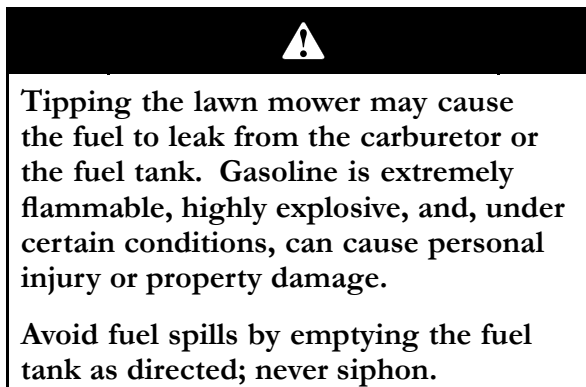 Tipping the lawn mower may cause
the fuel to leak from the carburetor or
the fuel tank. Gasoline is extremely
flammable, highly explosive, and, under
certain conditions, can cause personal
injury or property damage.
Avoid fuel spills by emptying the fuel
tank as directed; never siphon.